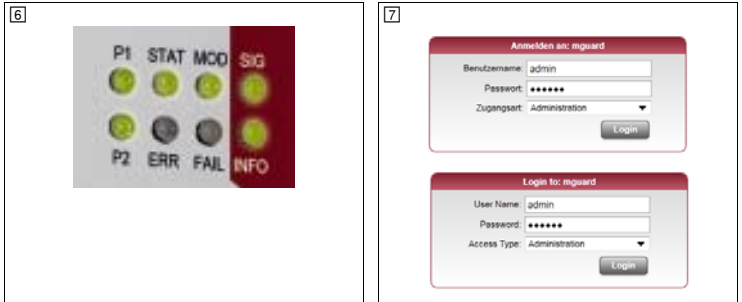 6
P1 STAT MOD SIG
P2 ERR FAIL INFO
7
Anmelden an: mguard
Benutzername: admin
Passwort: ●●●●●●
Zugangsart: Administration
Login
Login to: mguard
User Name: admin
Password: ●●●●●●
Access Type: Administration
Login